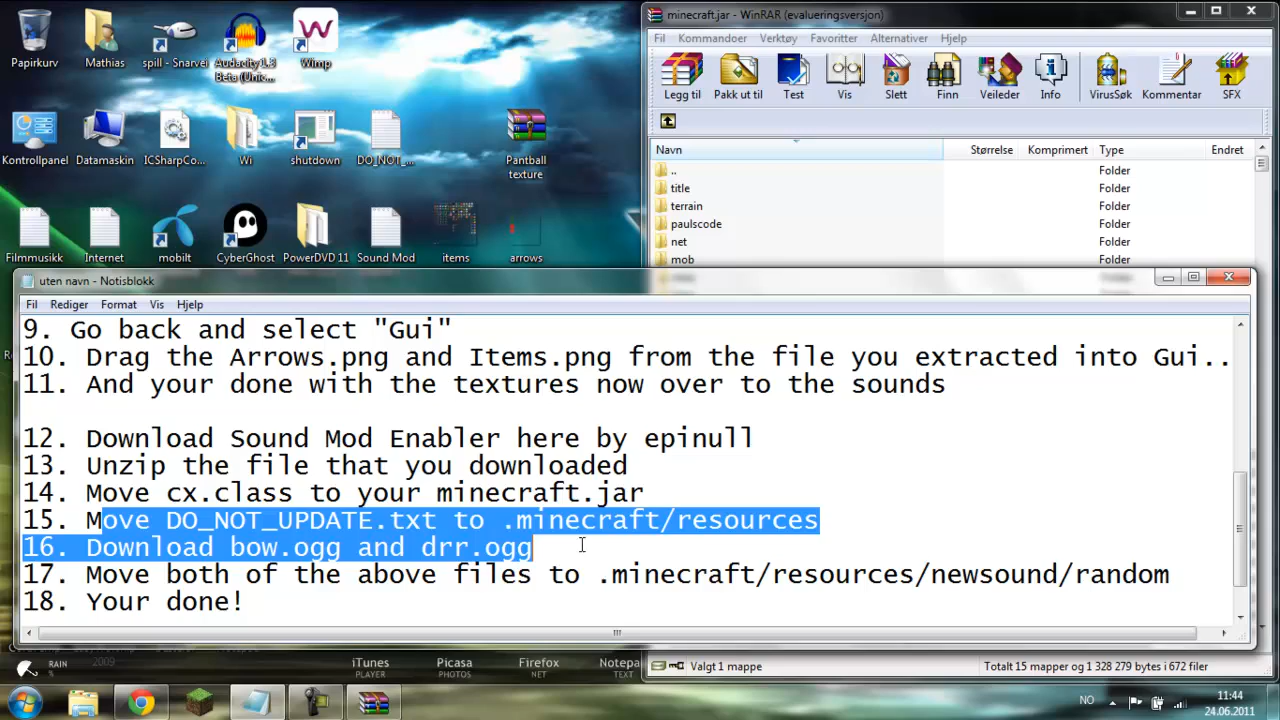 Papirkurv
Mathias
spill - Snarvei
Audacity 1.3 Beta (Unic...
Wimp
Kontrollpanel
Datamaskin
ICSharpCo...
Wi
shutdown
DO_NOT_...
Pantball texture
Filmmusikk
Internet
mobilt
CyberGhost
PowerDVD 11
Sound Mod
items
arrows
minecraft.jar - WinRAR (evalueringsversjon)
Fil Kommandoer Verktøy Favoritter Alternativer Hjelp
Legg til Pakk ut til Test Vis Slett Finn Veileder Info VirusSøk Kommentar SFX
Navn Størrelse Komprimert Type Endret
.. Folder
title Folder
terrain Folder
paulscode Folder
net Folder
mob Folder
uten navn - Notisblokk
Fil Rediger Format Vis Hjelp
9. Go back and select "Gui"
10. Drag the Arrows.png and Items.png from the file you extracted into Gui..
11. And your done with the textures now over to the sounds
12. Download Sound Mod Enabler here by epinull
13. Unzip the file that you downloaded
14. Move cx.class to your minecraft.jar
15. Move DO_NOT_UPDATE.txt to .minecraft/resources
16. Download bow.ogg and drr.ogg
17. Move both of the above files to .minecraft/resources/newsound/random
18. Your done!
RAIN
2009
iTunes
PLAYER
Picasa
PHOTOS
Firefox
NET
Notepa
TEXT
Valgt 1 mappe
Totalt 15 mapper og 1 328 279 bytes i 672 filer
NO
11:44
24.06.2011